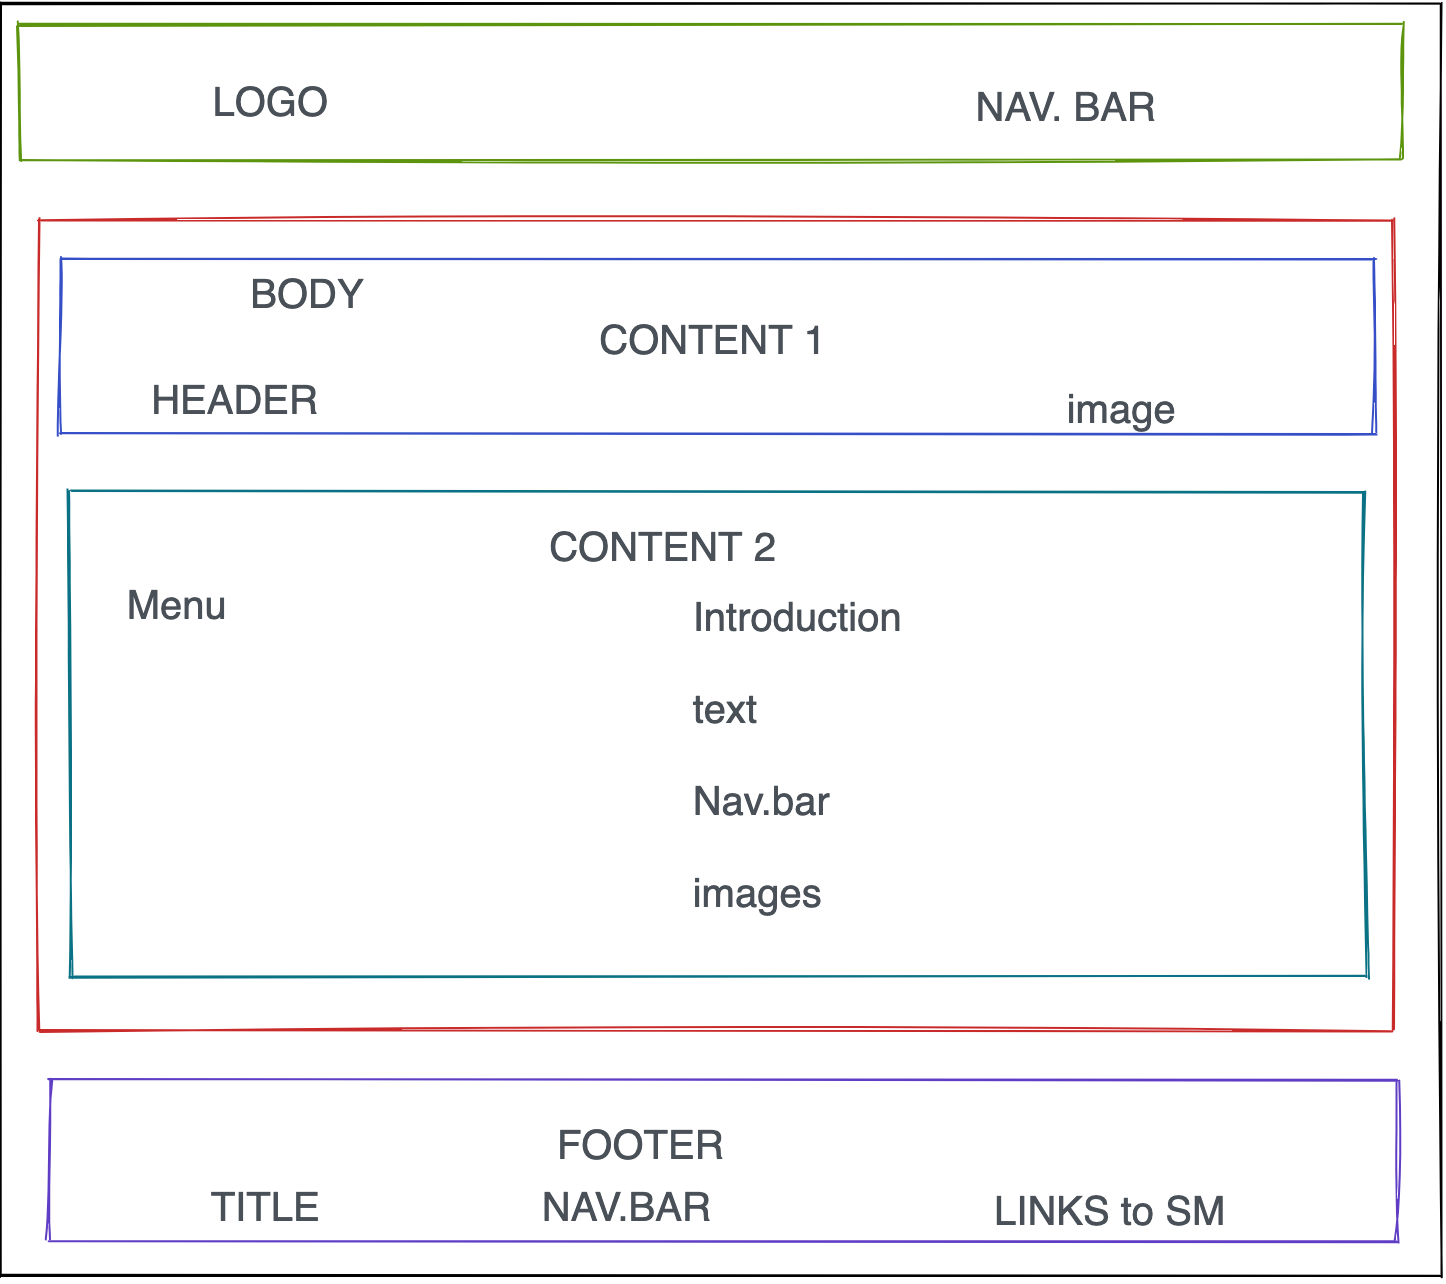 LOGO
NAV. BAR
BODY
CONTENT 1
HEADER
image
CONTENT 2
Menu
Introduction
text
Nav.bar
images
FOOTER
TITLE
NAV.BAR
LINKS to SM